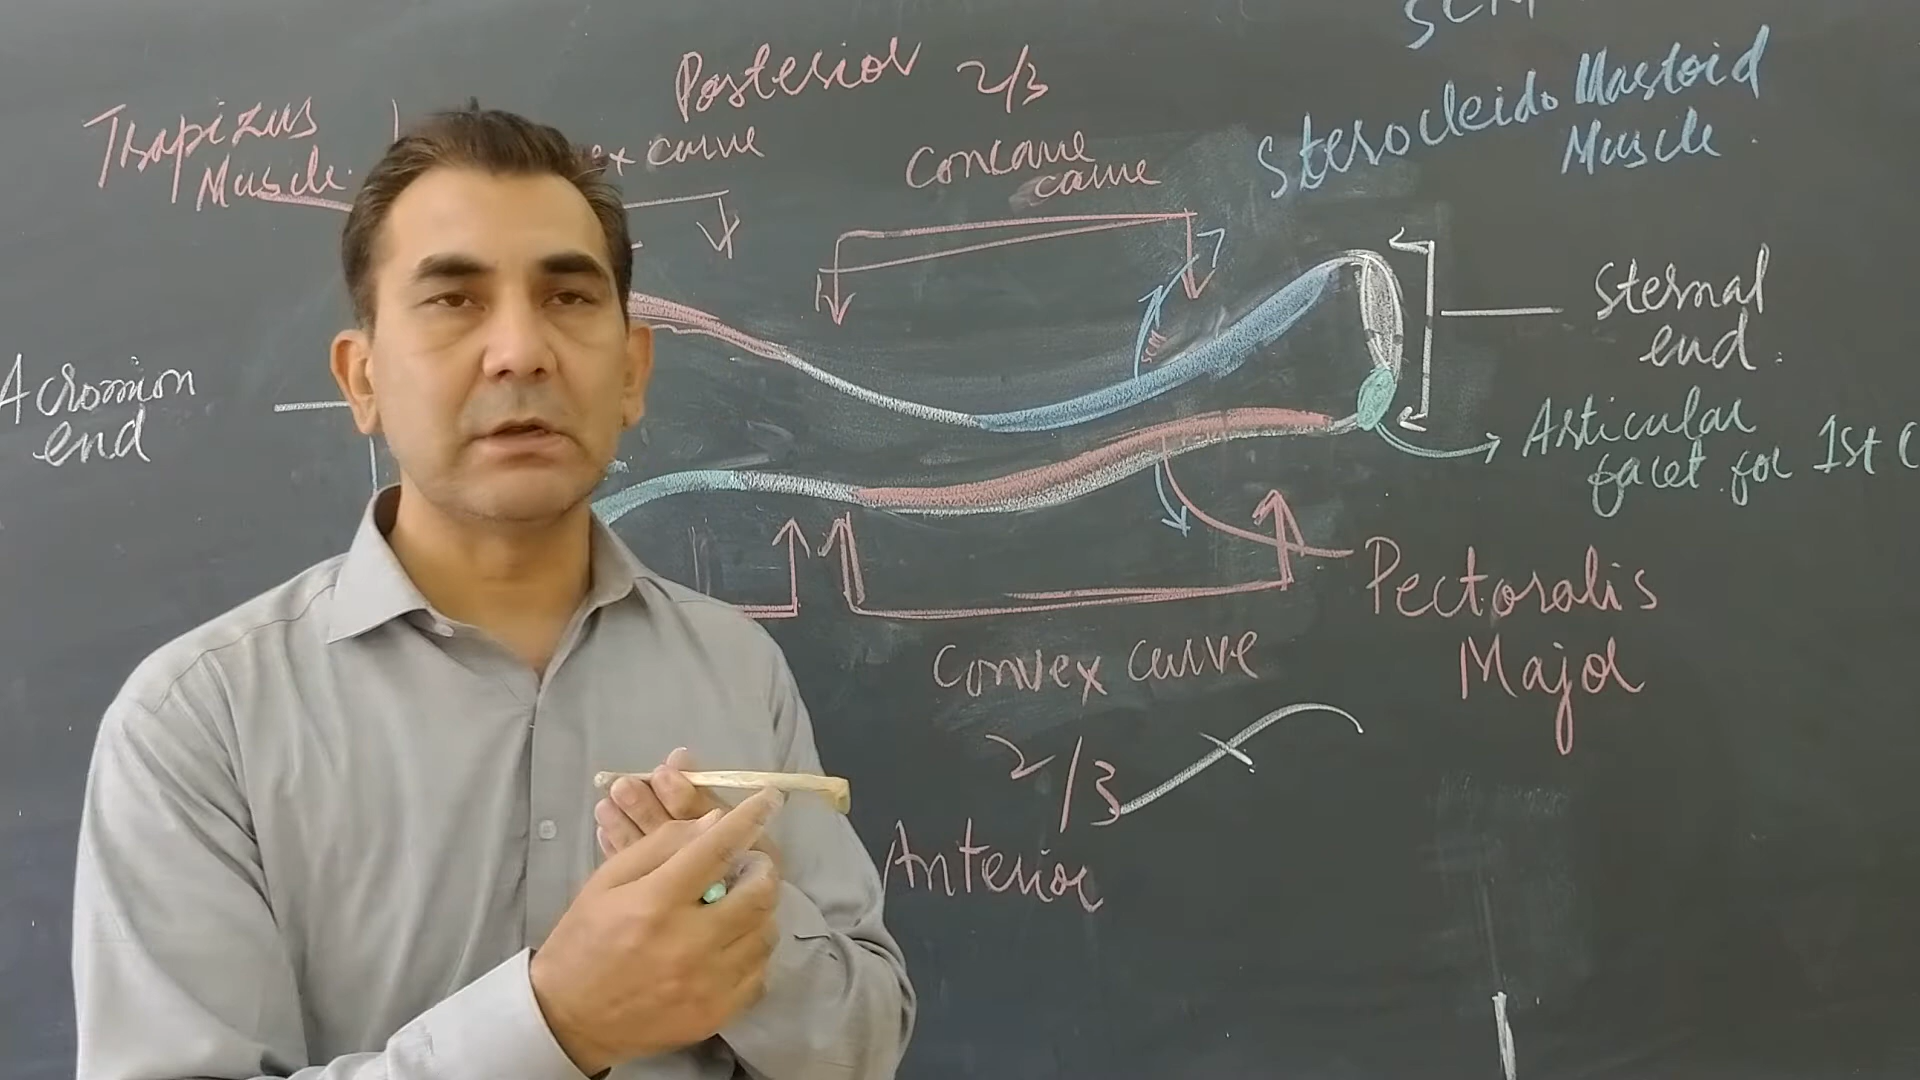 SCM
Posterior 2/3
Sterocleido Mastoid
Muscle.
Trapizus
Muscle.
curve
Concave
curve
Sternal
end.
scm
Acromion
end
Articular
facet for 1st C
Pectoralis
Major
Convex curve
2/3
Anterior